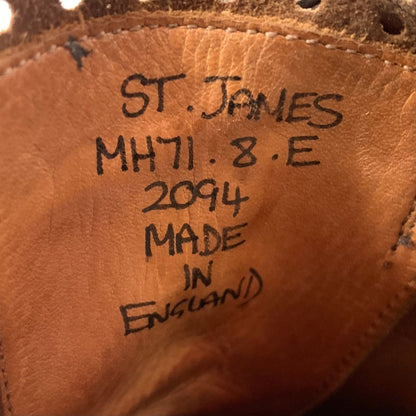 ST. JAMES
MH71.8.E
2094
MADE
IN
ENGLAND